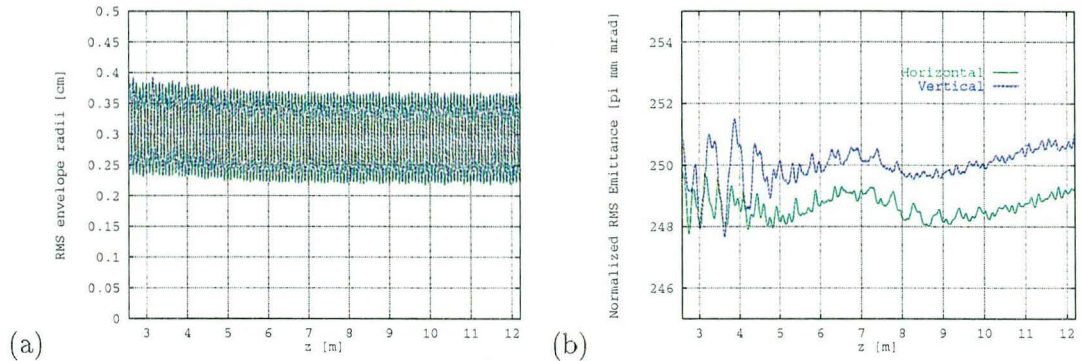 RMS envelope radii [cm]
0.5
0.45
0.4
0.35
0.3
0.25
0.2
0.15
0.1
0.05
0
3 4 5 6 7 8 9 10 11 12
z [m]
(a)
Normalized RMS Emittance [pi mm mrad]
254
252
250
248
246
Horizontal
Vertical
3 4 5 6 7 8 9 10 11 12
z [m]
(b)